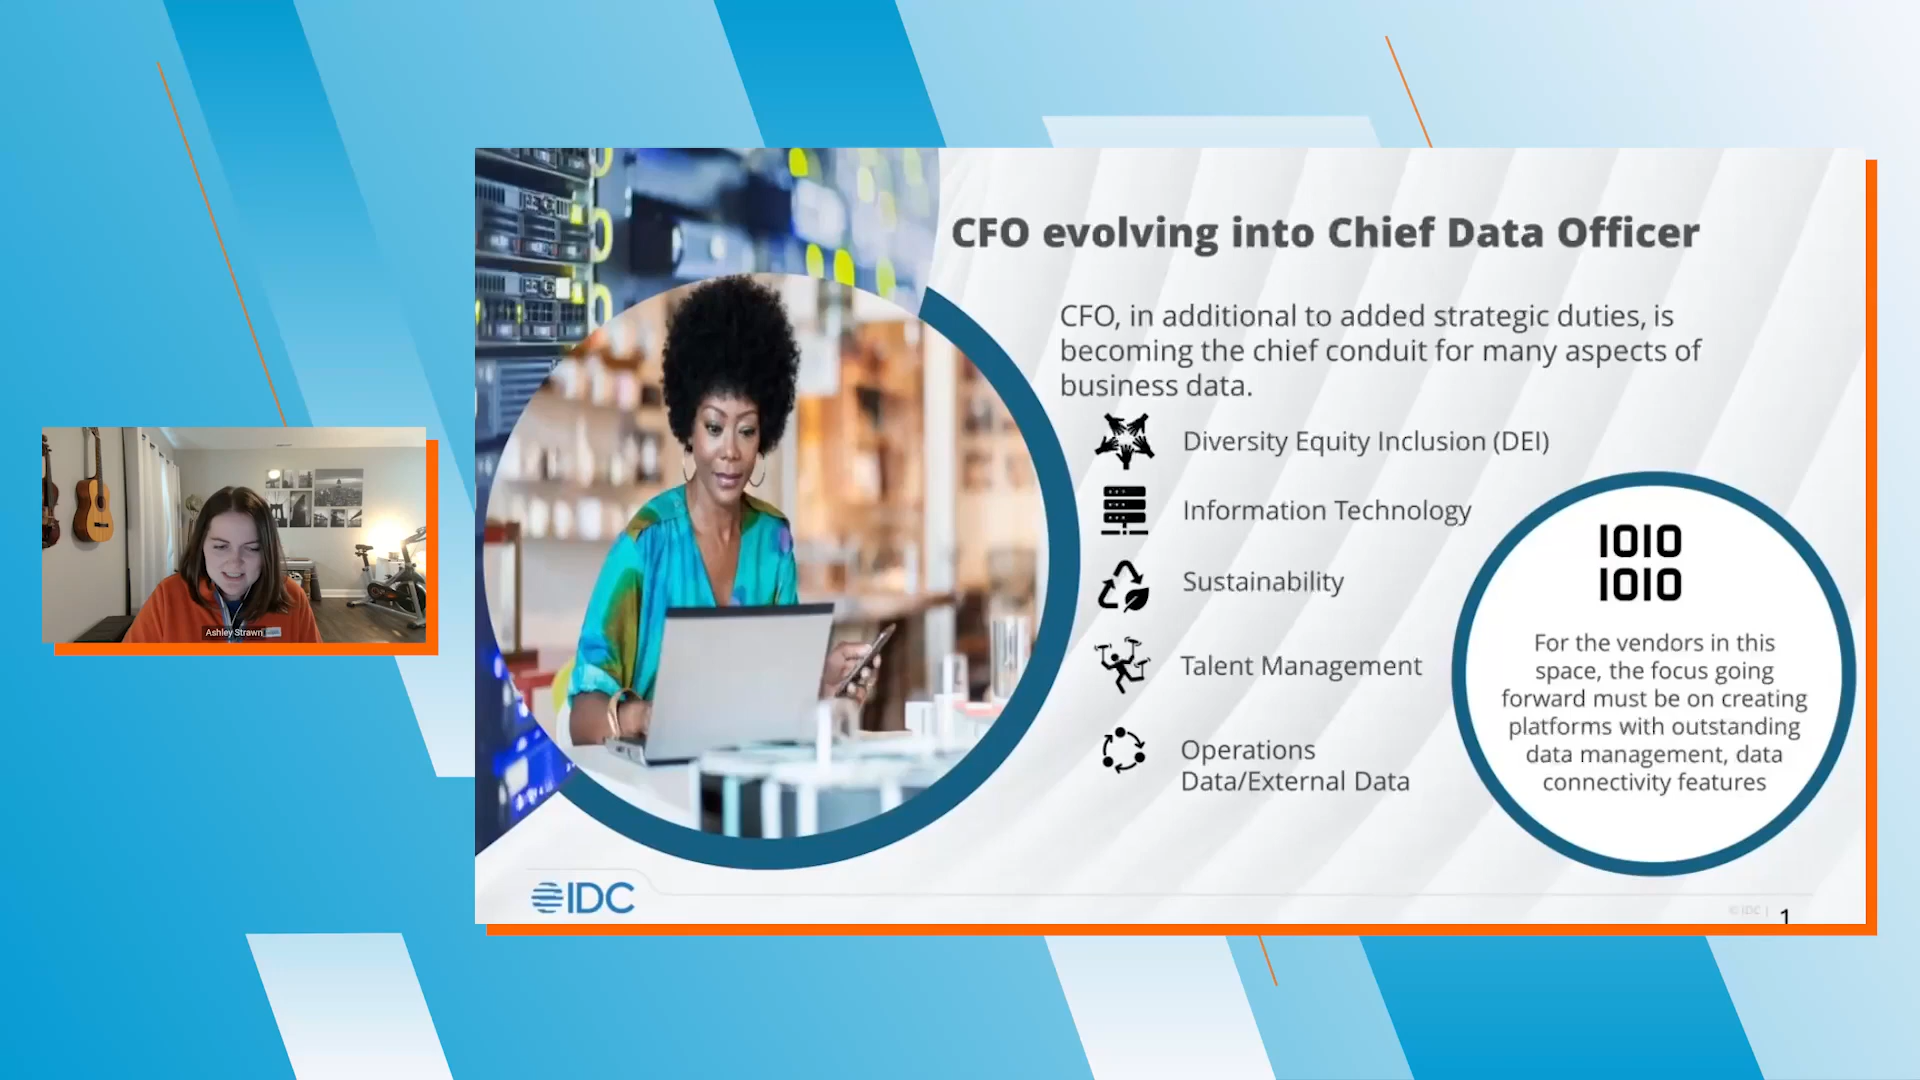 CFO evolving into Chief Data Officer
CFO, in additional to added strategic duties, is
becoming the chief conduit for many aspects of
business data.
Diversity Equity Inclusion (DEI)
Information Technology
Sustainability
Talent Management
Operations
Data/External Data
IOIO
IOIO
For the vendors in this
space, the focus going
forward must be on creating
platforms with outstanding
data management, data
connectivity features
Ashley Strawn
IDC
© IDC |
1